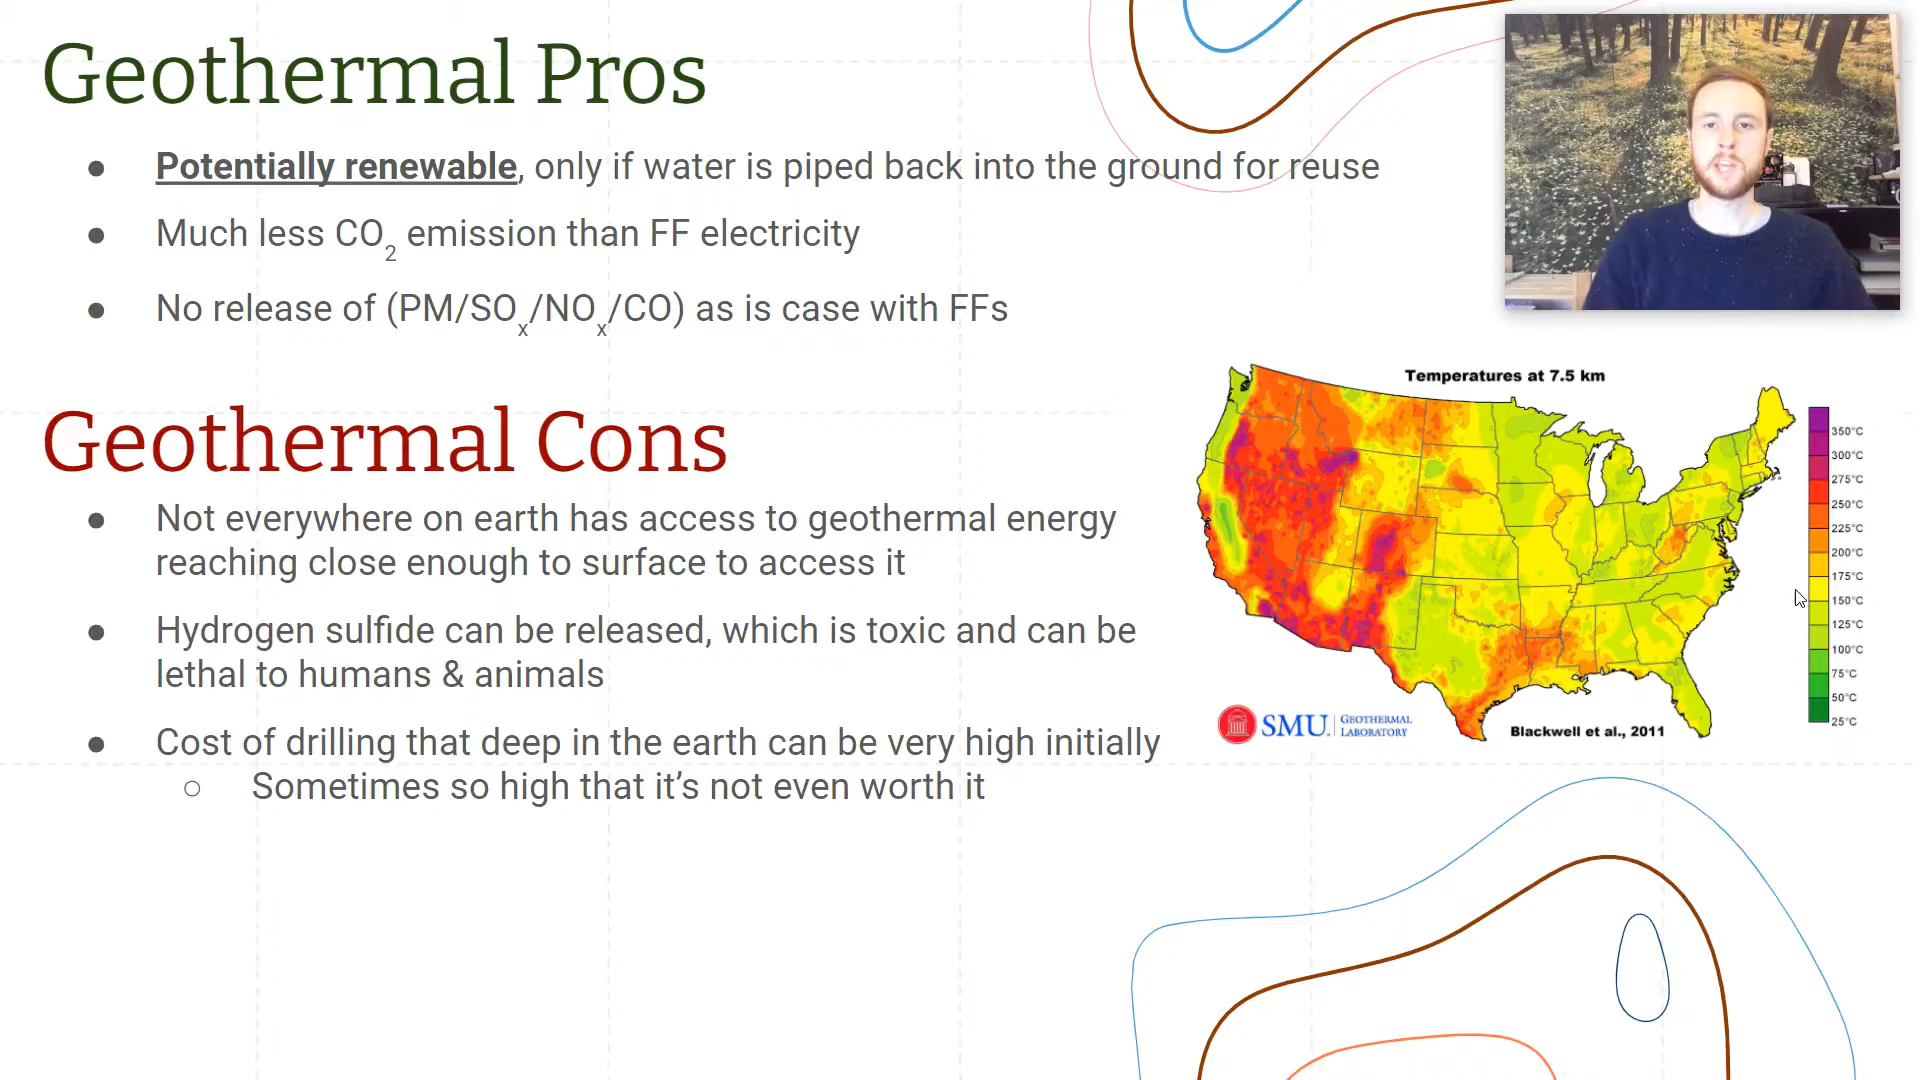 Geothermal Pros
● Potentially renewable, only if water is piped back into the ground for reuse
● Much less CO₂ emission than FF electricity
● No release of (PM/SOₓ/NOₓ/CO) as is case with FFs
Geothermal Cons
● Not everywhere on earth has access to geothermal energy
reaching close enough to surface to access it
● Hydrogen sulfide can be released, which is toxic and can be
lethal to humans & animals
● Cost of drilling that deep in the earth can be very high initially
○ Sometimes so high that it’s not even worth it
Temperatures at 7.5 km
350°C
300°C
275°C
250°C
225°C
200°C
175°C
150°C
125°C
100°C
75°C
50°C
25°C
SMU.
GEOTHERMAL
LABORATORY
Blackwell et al., 2011